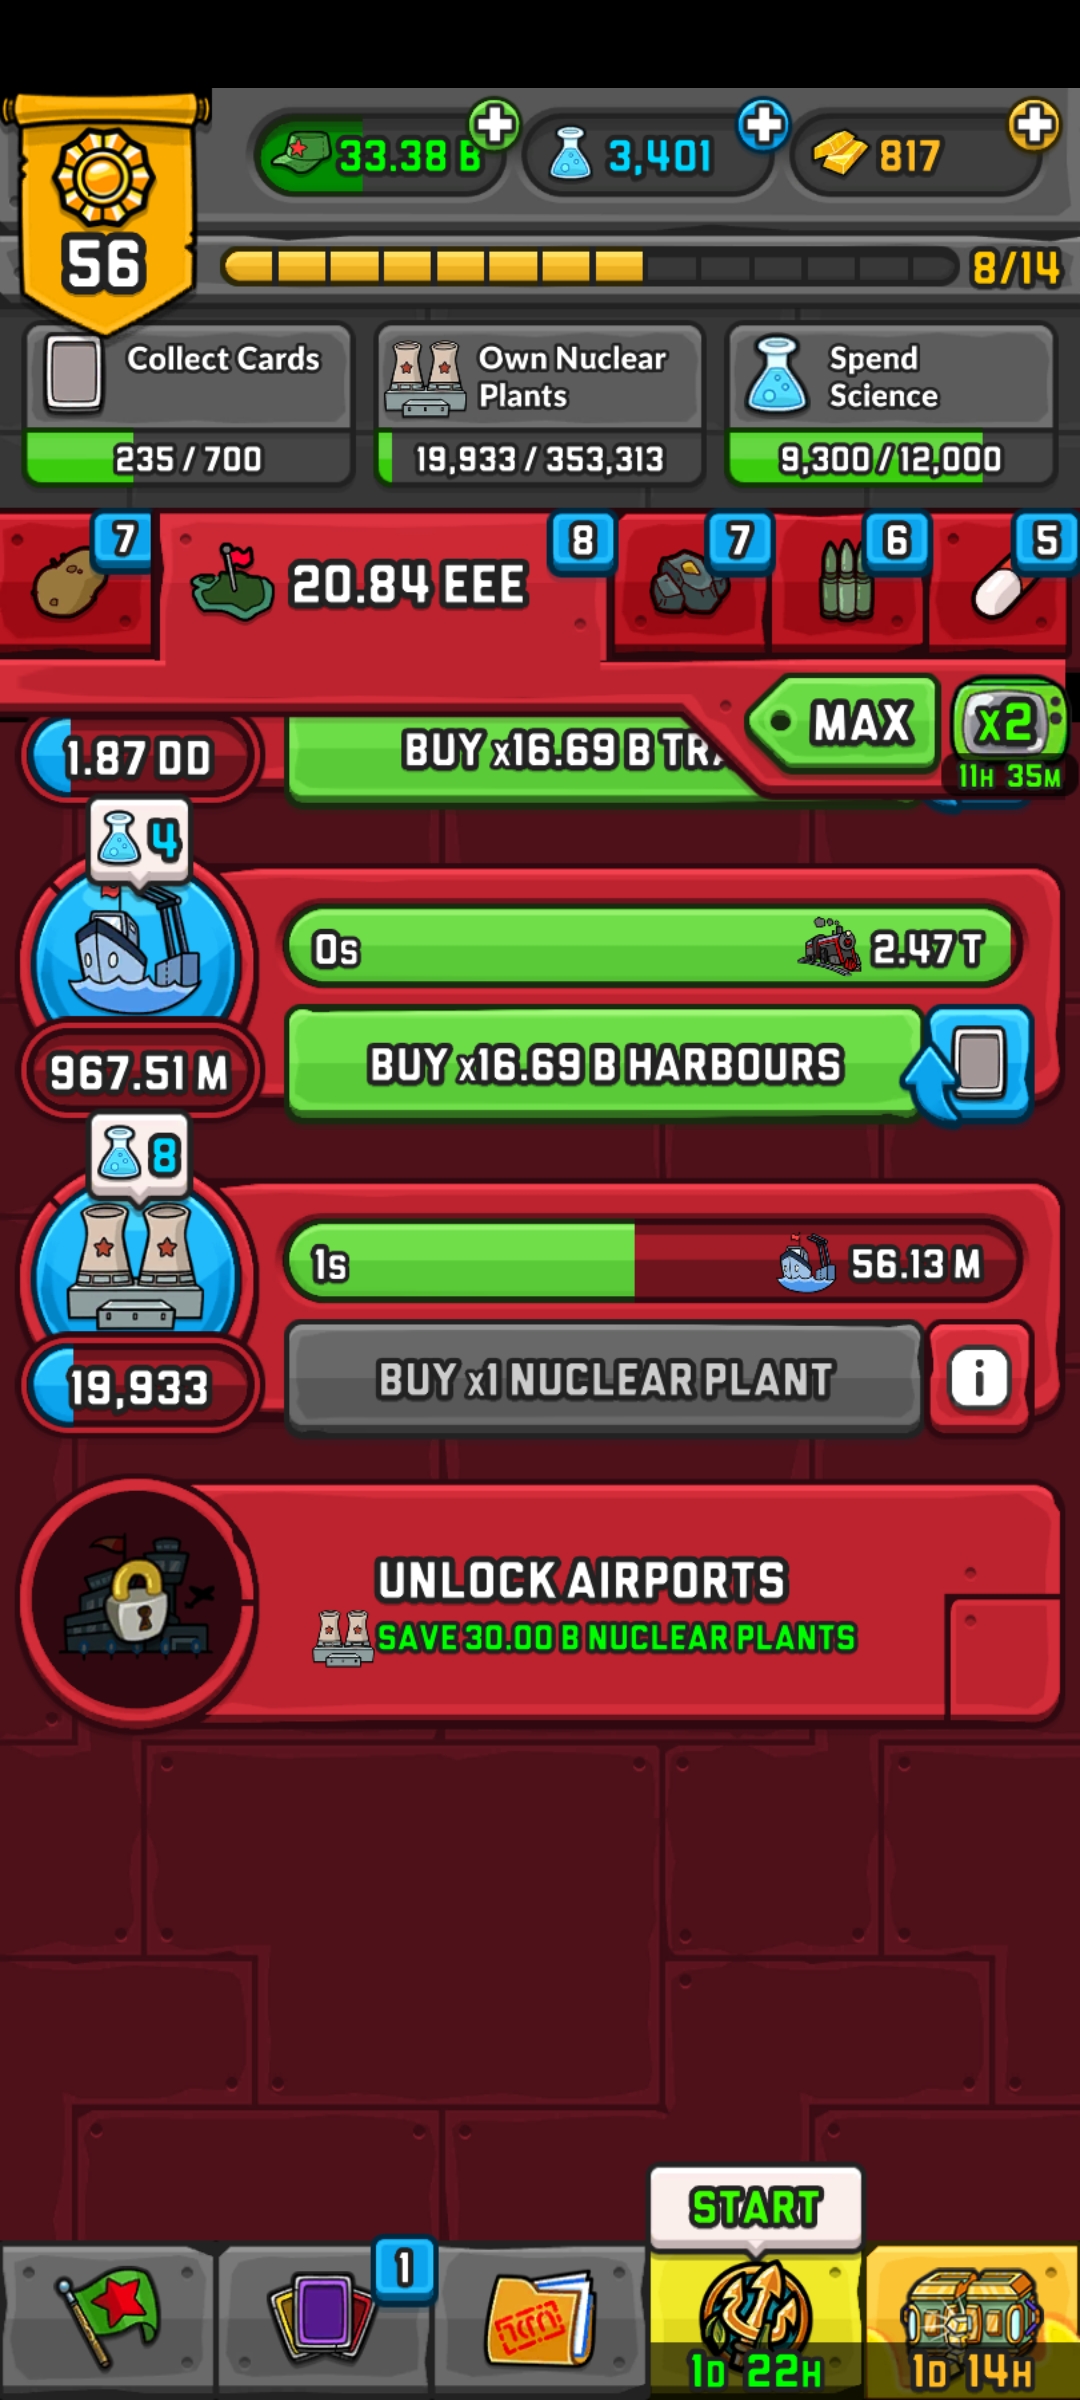 56
33.38 B
3,401
817
8/14
Collect Cards
235 / 700
Own Nuclear
Plants
19,933 / 353,313
Spend
Science
9,300 / 12,000
7
20.84 EEE
8
7
6
5
MAX
x2
11H 35M
1.87 DD
BUY x16.69 B TRA
4
0s
2.47 T
967.51 M
BUY x16.69 B HARBOURS
8
1s
56.13 M
19,933
BUY x1 NUCLEAR PLANT
i
UNLOCK AIRPORTS
SAVE 30.00 B NUCLEAR PLANTS
START
1
1D 22H
1D 14H